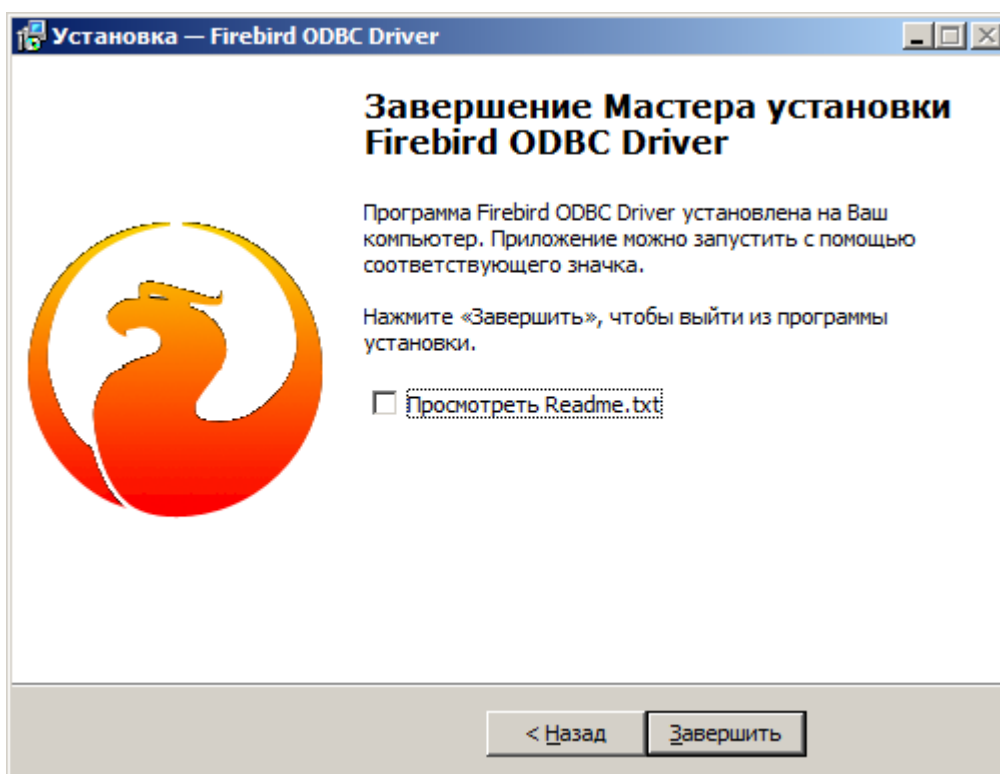 Установка — Firebird ODBC Driver
Завершение Мастера установки
Firebird ODBC Driver
Программа Firebird ODBC Driver установлена на Ваш
компьютер. Приложение можно запустить с помощью
соответствующего значка.
Нажмите «Завершить», чтобы выйти из программы
установки.
Просмотреть Readme.txt
< Назад
Завершить